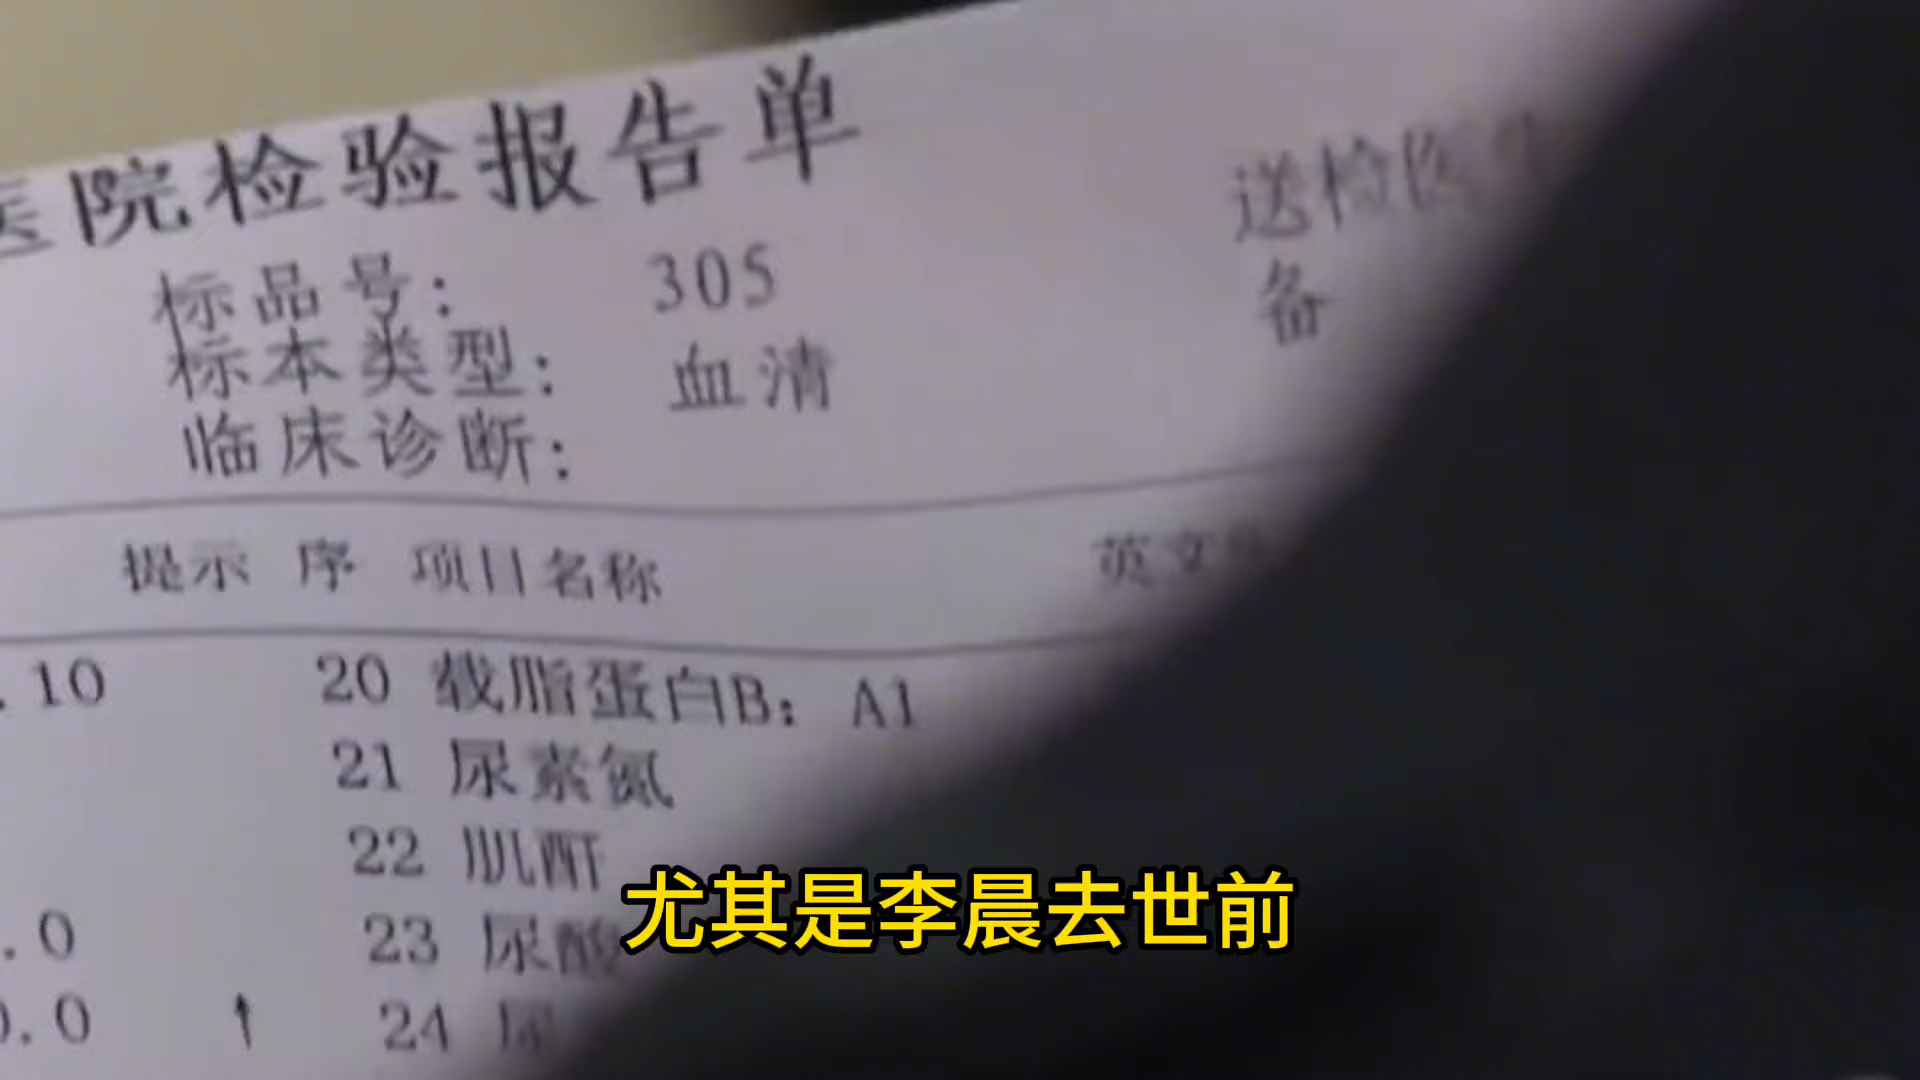 医院检验报告单
标品号: 305
送检医
标本类型: 血清
备
临床诊断:
提示 序 项目名称 英文
.10 20 载脂蛋白B: A1
21 尿素氮
22 肌酐
.0 23 尿酸
0.0 ↑ 24 尿
尤其是李晨去世前